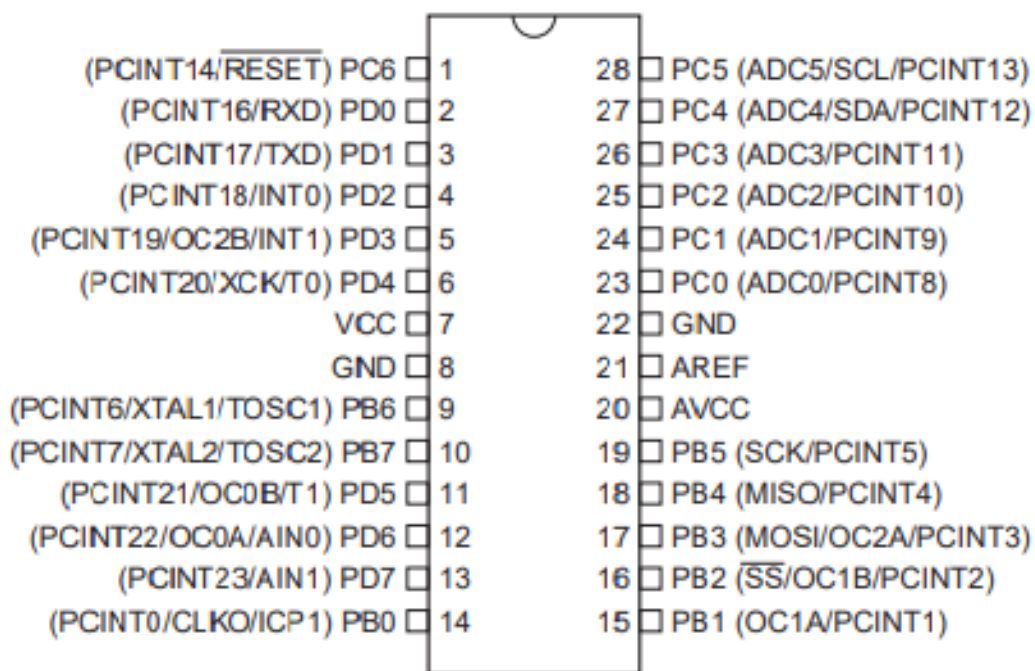 (PCINT14/RESET) PC6 1 28 PC5 (ADC5/SCL/PCINT13)
(PCINT16/RXD) PD0 2 27 PC4 (ADC4/SDA/PCINT12)
(PCINT17/TXD) PD1 3 26 PC3 (ADC3/PCINT11)
(PCINT18/INT0) PD2 4 25 PC2 (ADC2/PCINT10)
(PCINT19/OC2B/INT1) PD3 5 24 PC1 (ADC1/PCINT9)
(PCINT20/XCK/T0) PD4 6 23 PC0 (ADC0/PCINT8)
VCC 7 22 GND
GND 8 21 AREF
(PCINT6/XTAL1/TOSC1) PB6 9 20 AVCC
(PCINT7/XTAL2/TOSC2) PB7 10 19 PB5 (SCK/PCINT5)
(PCINT21/OC0B/T1) PD5 11 18 PB4 (MISO/PCINT4)
(PCINT22/OC0A/AIN0) PD6 12 17 PB3 (MOSI/OC2A/PCINT3)
(PCINT23/AIN1) PD7 13 16 PB2 (SS/OC1B/PCINT2)
(PCINT0/CLKO/ICP1) PB0 14 15 PB1 (OC1A/PCINT1)